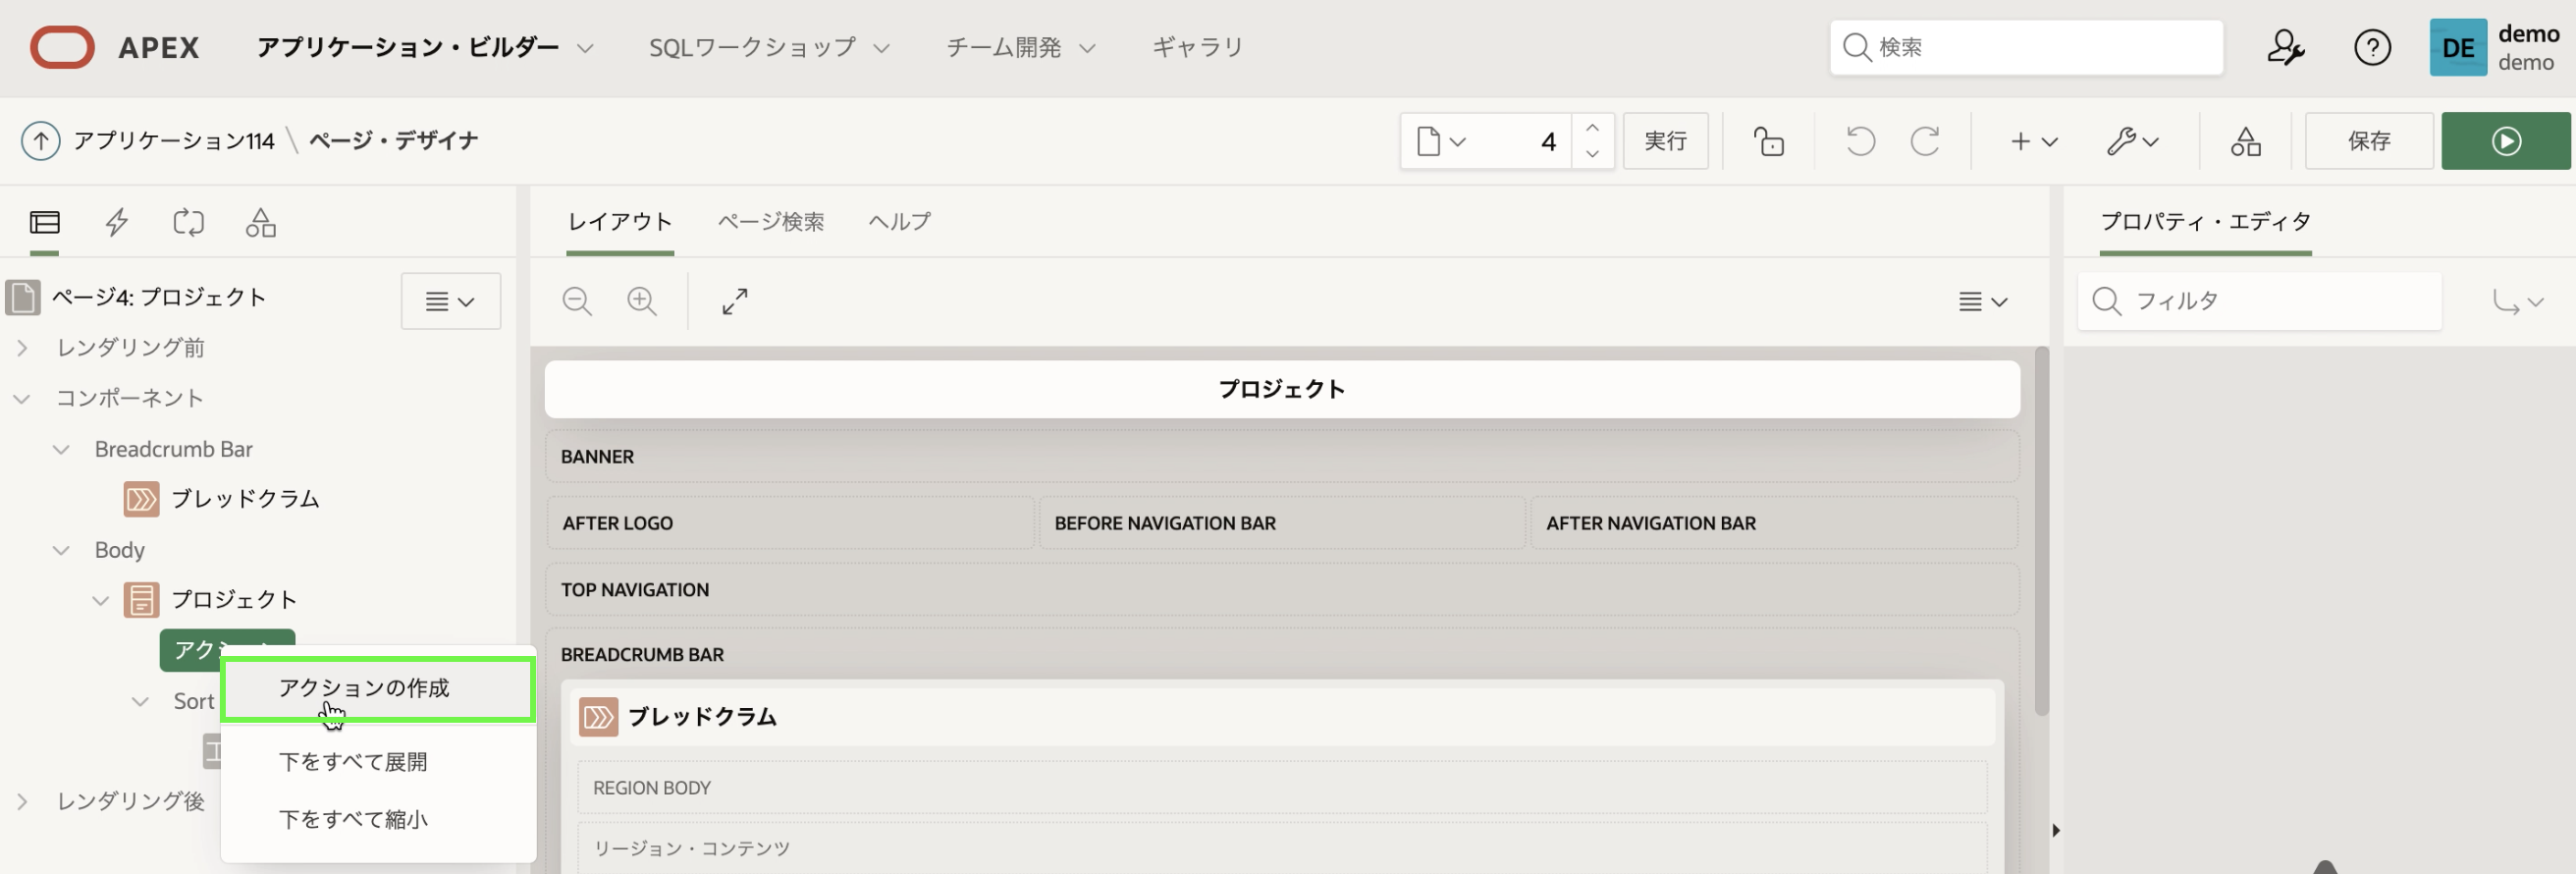 APEX
アプリケーション・ビルダー
SQLワークショップ
チーム開発
ギャラリ
検索
DE
demo
demo
アプリケーション114 \ ページ・デザイナ
4
実行
保存
レイアウト
ページ検索
ヘルプ
プロパティ・エディタ
ページ4: プロジェクト
フィルタ
レンダリング前
コンポーネント
Breadcrumb Bar
ブレッドクラム
Body
プロジェクト
アク
アクションの作成
Sort
下をすべて展開
下をすべて縮小
レンダリング後
プロジェクト
BANNER
AFTER LOGO
BEFORE NAVIGATION BAR
AFTER NAVIGATION BAR
TOP NAVIGATION
BREADCRUMB BAR
ブレッドクラム
REGION BODY
リージョン・コンテンツ